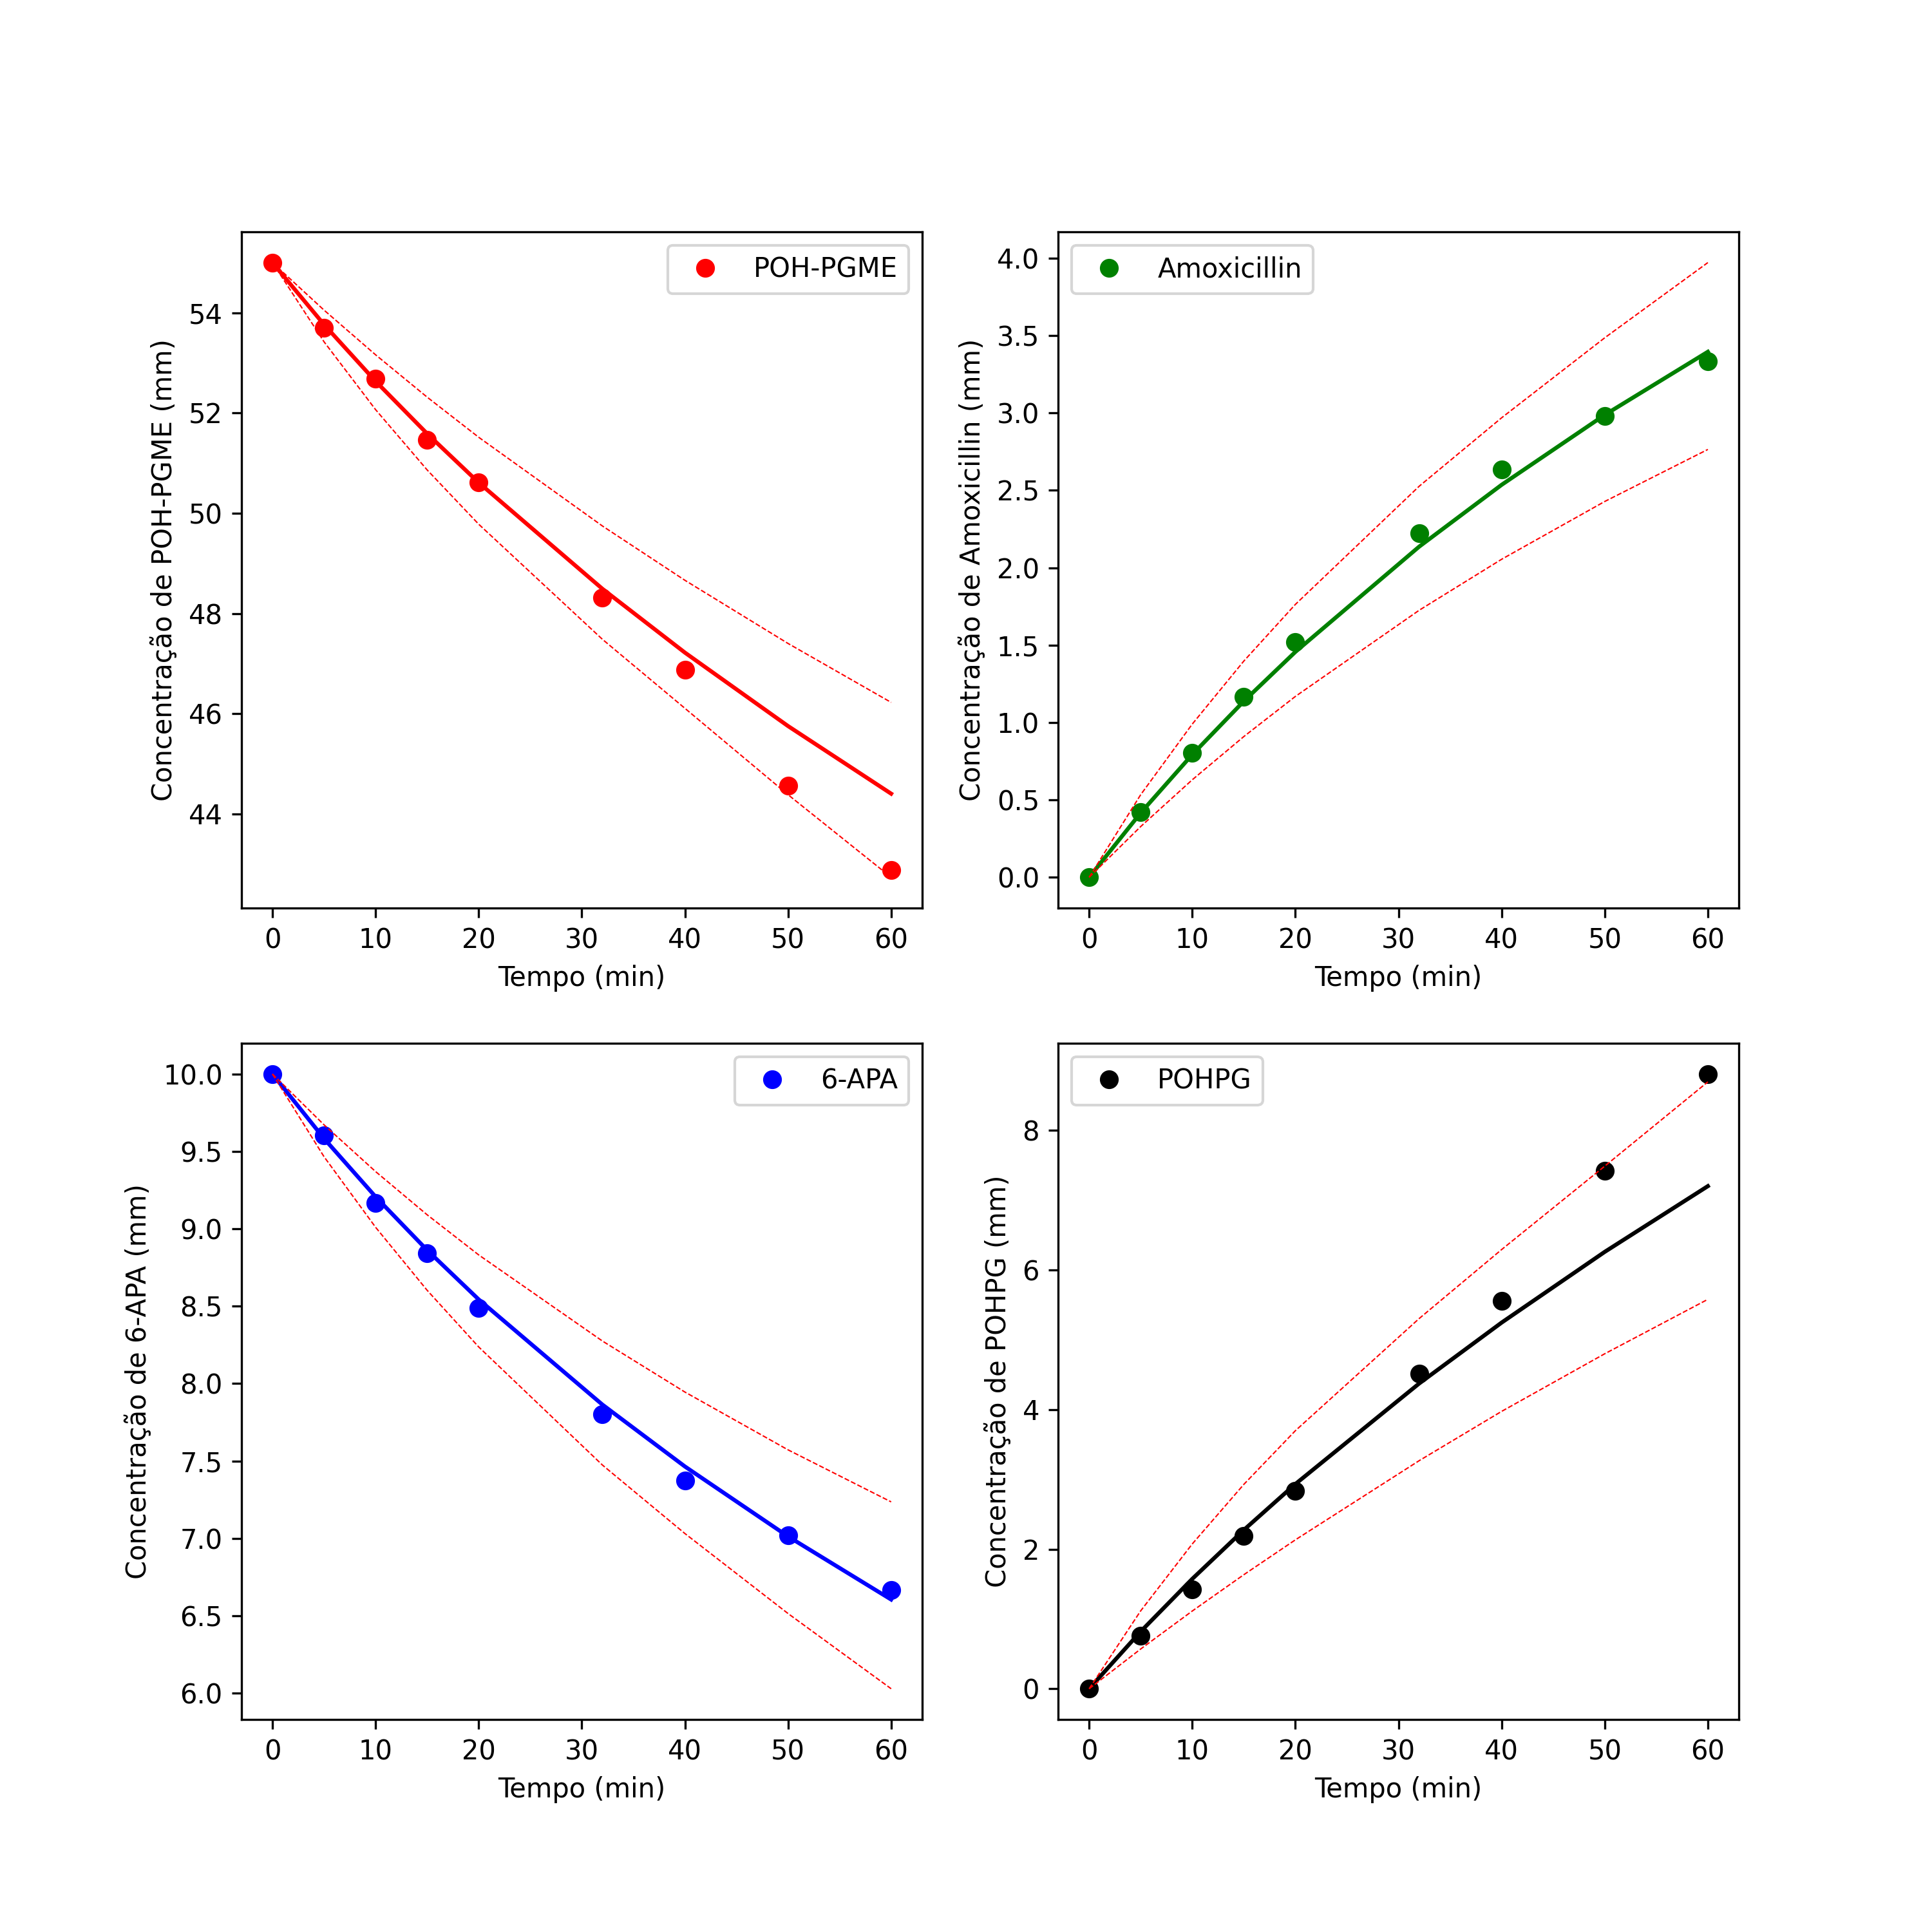 POH-PGME
Concentração de POH-PGME (mm)
54
52
50
48
46
44
0 10 20 30 40 50 60
Tempo (min)
Amoxicillin
Concentração de Amoxicillin (mm)
4.0
3.5
3.0
2.5
2.0
1.5
1.0
0.5
0.0
0 10 20 30 40 50 60
Tempo (min)
6-APA
Concentração de 6-APA (mm)
10.0
9.5
9.0
8.5
8.0
7.5
7.0
6.5
6.0
0 10 20 30 40 50 60
Tempo (min)
POHPG
Concentração de POHPG (mm)
8
6
4
2
0
0 10 20 30 40 50 60
Tempo (min)